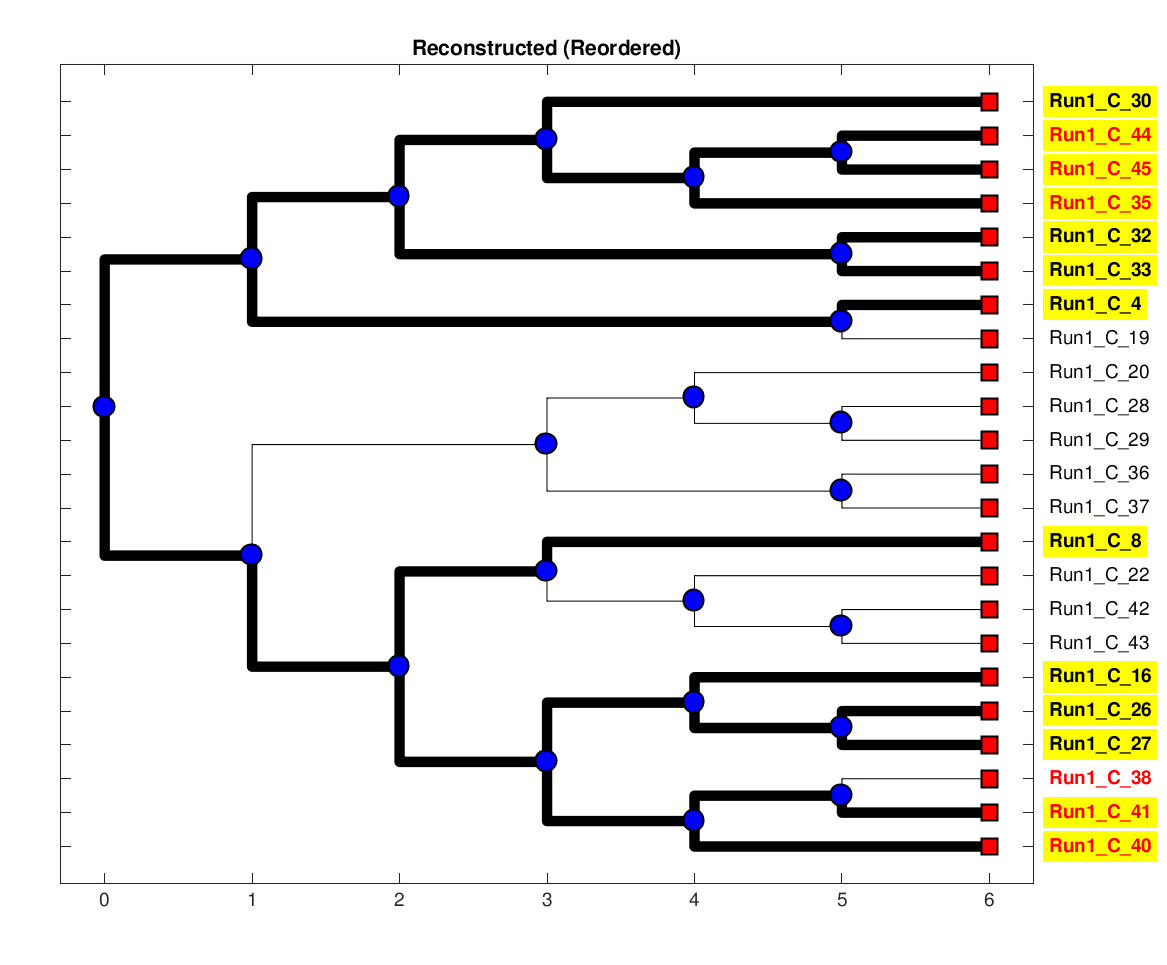 Reconstructed (Reordered)
Run1_C_30
Run1_C_44
Run1_C_45
Run1_C_35
Run1_C_32
Run1_C_33
Run1_C_4
Run1_C_19
Run1_C_20
Run1_C_28
Run1_C_29
Run1_C_36
Run1_C_37
Run1_C_8
Run1_C_22
Run1_C_42
Run1_C_43
Run1_C_16
Run1_C_26
Run1_C_27
Run1_C_38
Run1_C_41
Run1_C_40
0 1 2 3 4 5 6